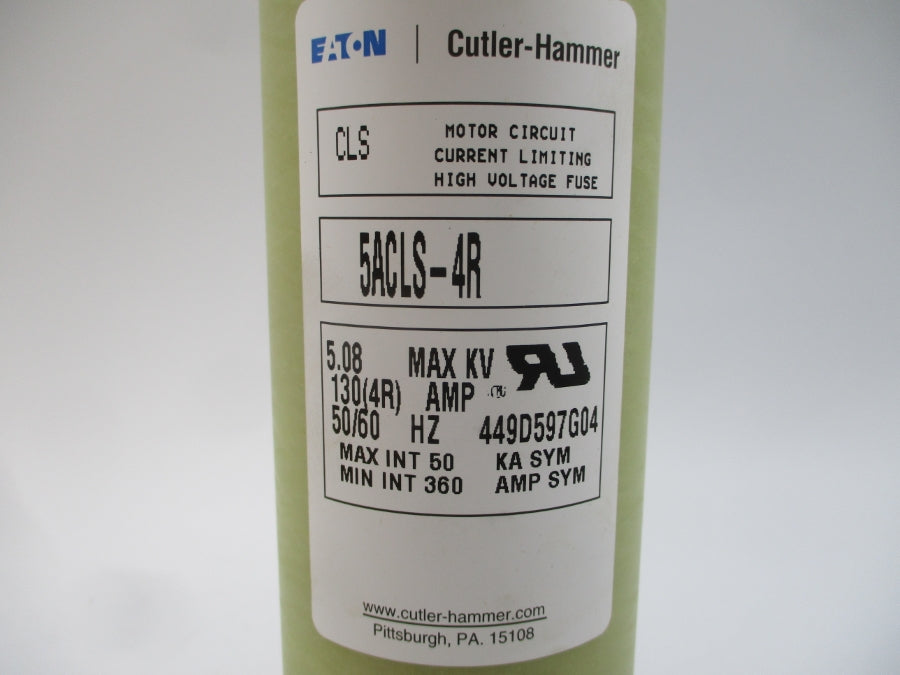 EATON | Cutler-Hammer
CLS
MOTOR CIRCUIT
CURRENT LIMITING
HIGH VOLTAGE FUSE
5ACLS-4R
5.08 MAX KV
130(4R) AMP
50/60 HZ 449D597G04
MAX INT 50 KA SYM
MIN INT 360 AMP SYM
www.cutler-hammer.com
Pittsburgh, PA. 15108